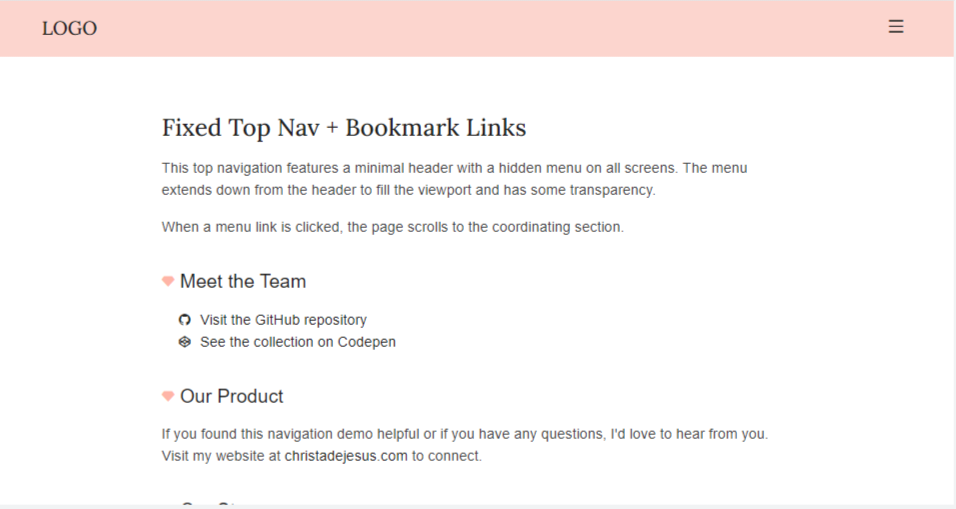 LOGO
Fixed Top Nav + Bookmark Links
This top navigation features a minimal header with a hidden menu on all screens. The menu
extends down from the header to fill the viewport and has some transparency.
When a menu link is clicked, the page scrolls to the coordinating section.
Meet the Team
Visit the GitHub repository
See the collection on Codepen
Our Product
If you found this navigation demo helpful or if you have any questions, I'd love to hear from you.
Visit my website at christadejesus.com to connect.